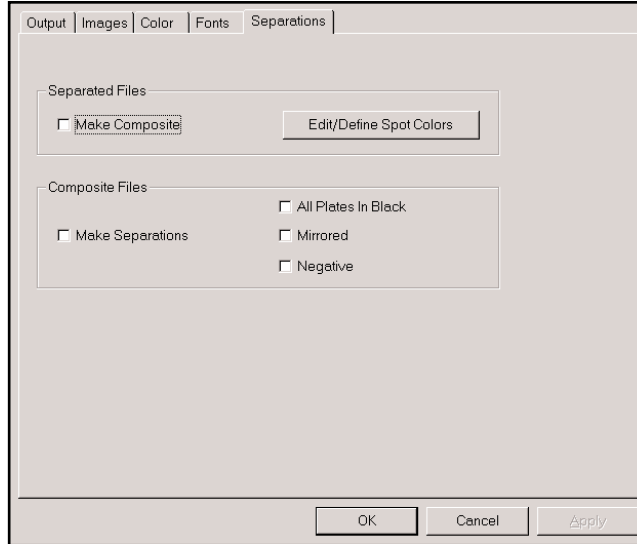 Output Images Color Fonts Separations
Separated Files
Make Composite Edit/Define Spot Colors
Composite Files
All Plates In Black
Make Separations Mirrored
Negative
OK Cancel Apply